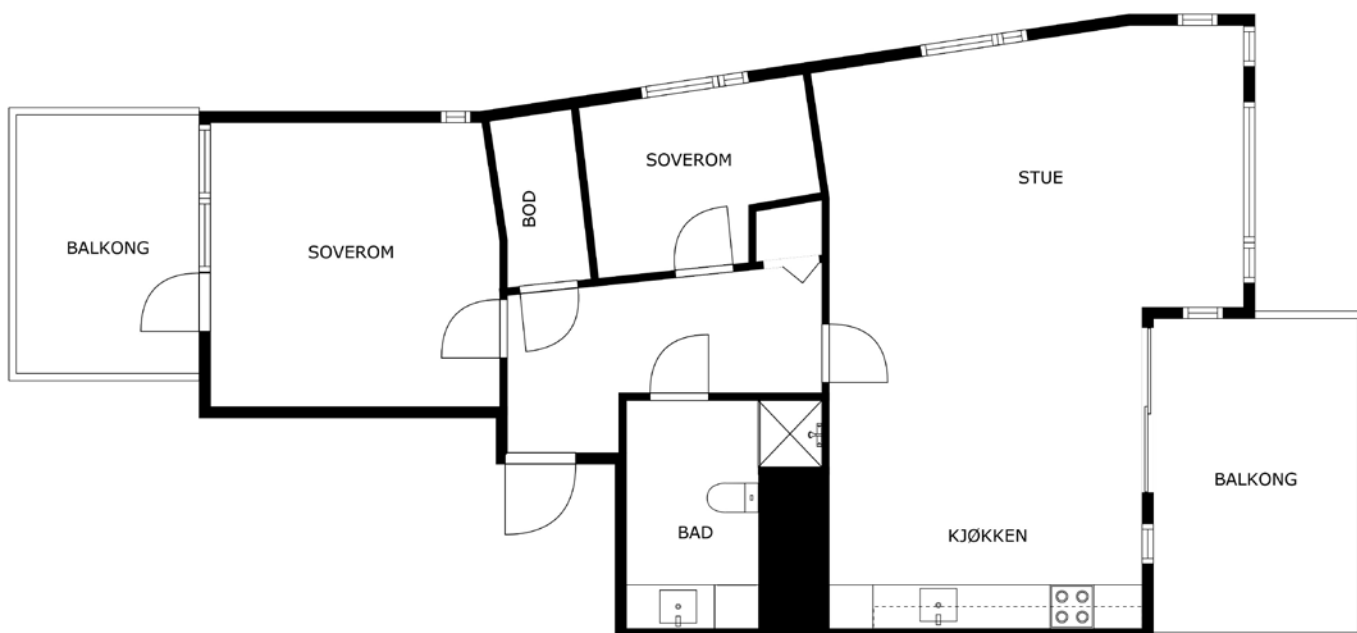 BALKONG
SOVEROM
BOD
SOVEROM
STUE
BAD
KJØKKEN
BALKONG